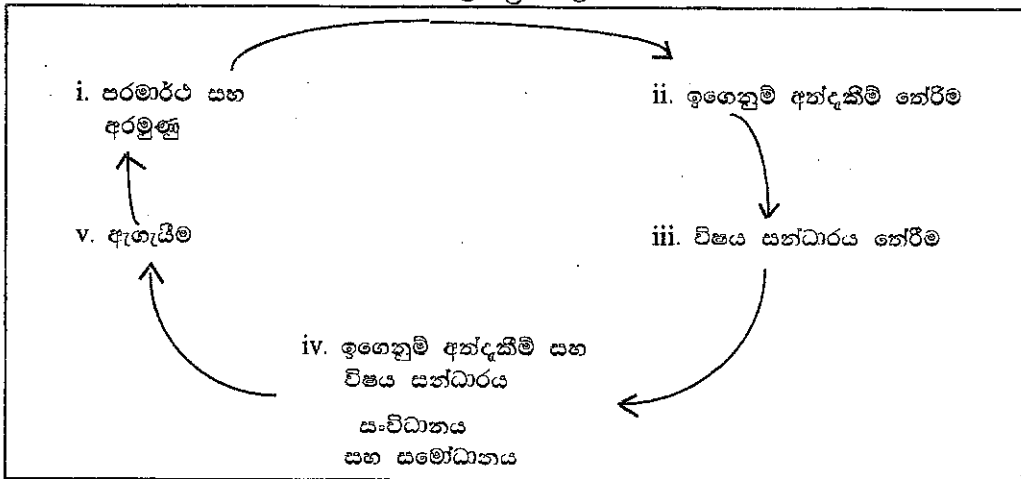 i. පරමාර්ථ සහ
අරමුණු
ii. ඉගෙනුම් අත්දැකීම් තේරීම
iii. විෂය සන්ධාරය තේරීම
iv. ඉගෙනුම් අත්දැකීම් සහ
විෂය සන්ධාරය
සංවිධානය
සහ සමෝධානය
v. ඇගැයීම